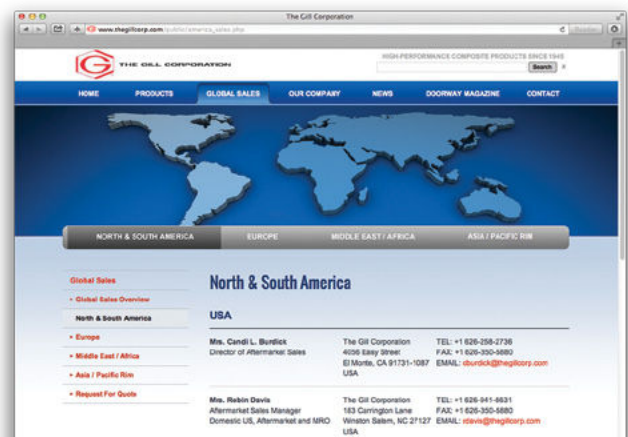 The Gill Corporation
www.thegillcorp.com/public/america_sales.php
Reader
HIGH-PERFORMANCE COMPOSITE PRODUCTS SINCE 1945
THE GILL CORPORATION
Search
HOME PRODUCTS GLOBAL SALES OUR COMPANY NEWS DOORWAY MAGAZINE CONTACT
NORTH & SOUTH AMERICA EUROPE MIDDLE EAST / AFRICA ASIA / PACIFIC RIM
Global Sales
Global Sales Overview
North & South America
Europe
Middle East / Africa
Asia / Pacific Rim
Request For Quote
North & South America
USA
Mrs. Candi L. Burdick The Gill Corporation TEL: +1 626-258-2736
Director of Aftermarket Sales 4056 Easy Street FAX: +1 626-350-5880
El Monte, CA 91731-1087 EMAIL: cburdick@thegillcorp.com
USA
Mrs. Robin Davis The Gill Corporation TEL: +1 626-941-8631
Aftermarket Sales Manager 183 Carrington Lane FAX: +1 626-350-5880
Domestic US, Aftermarket and MRO Winston Salem, NC 27127 EMAIL: rdavis@thegillcorp.com
USA